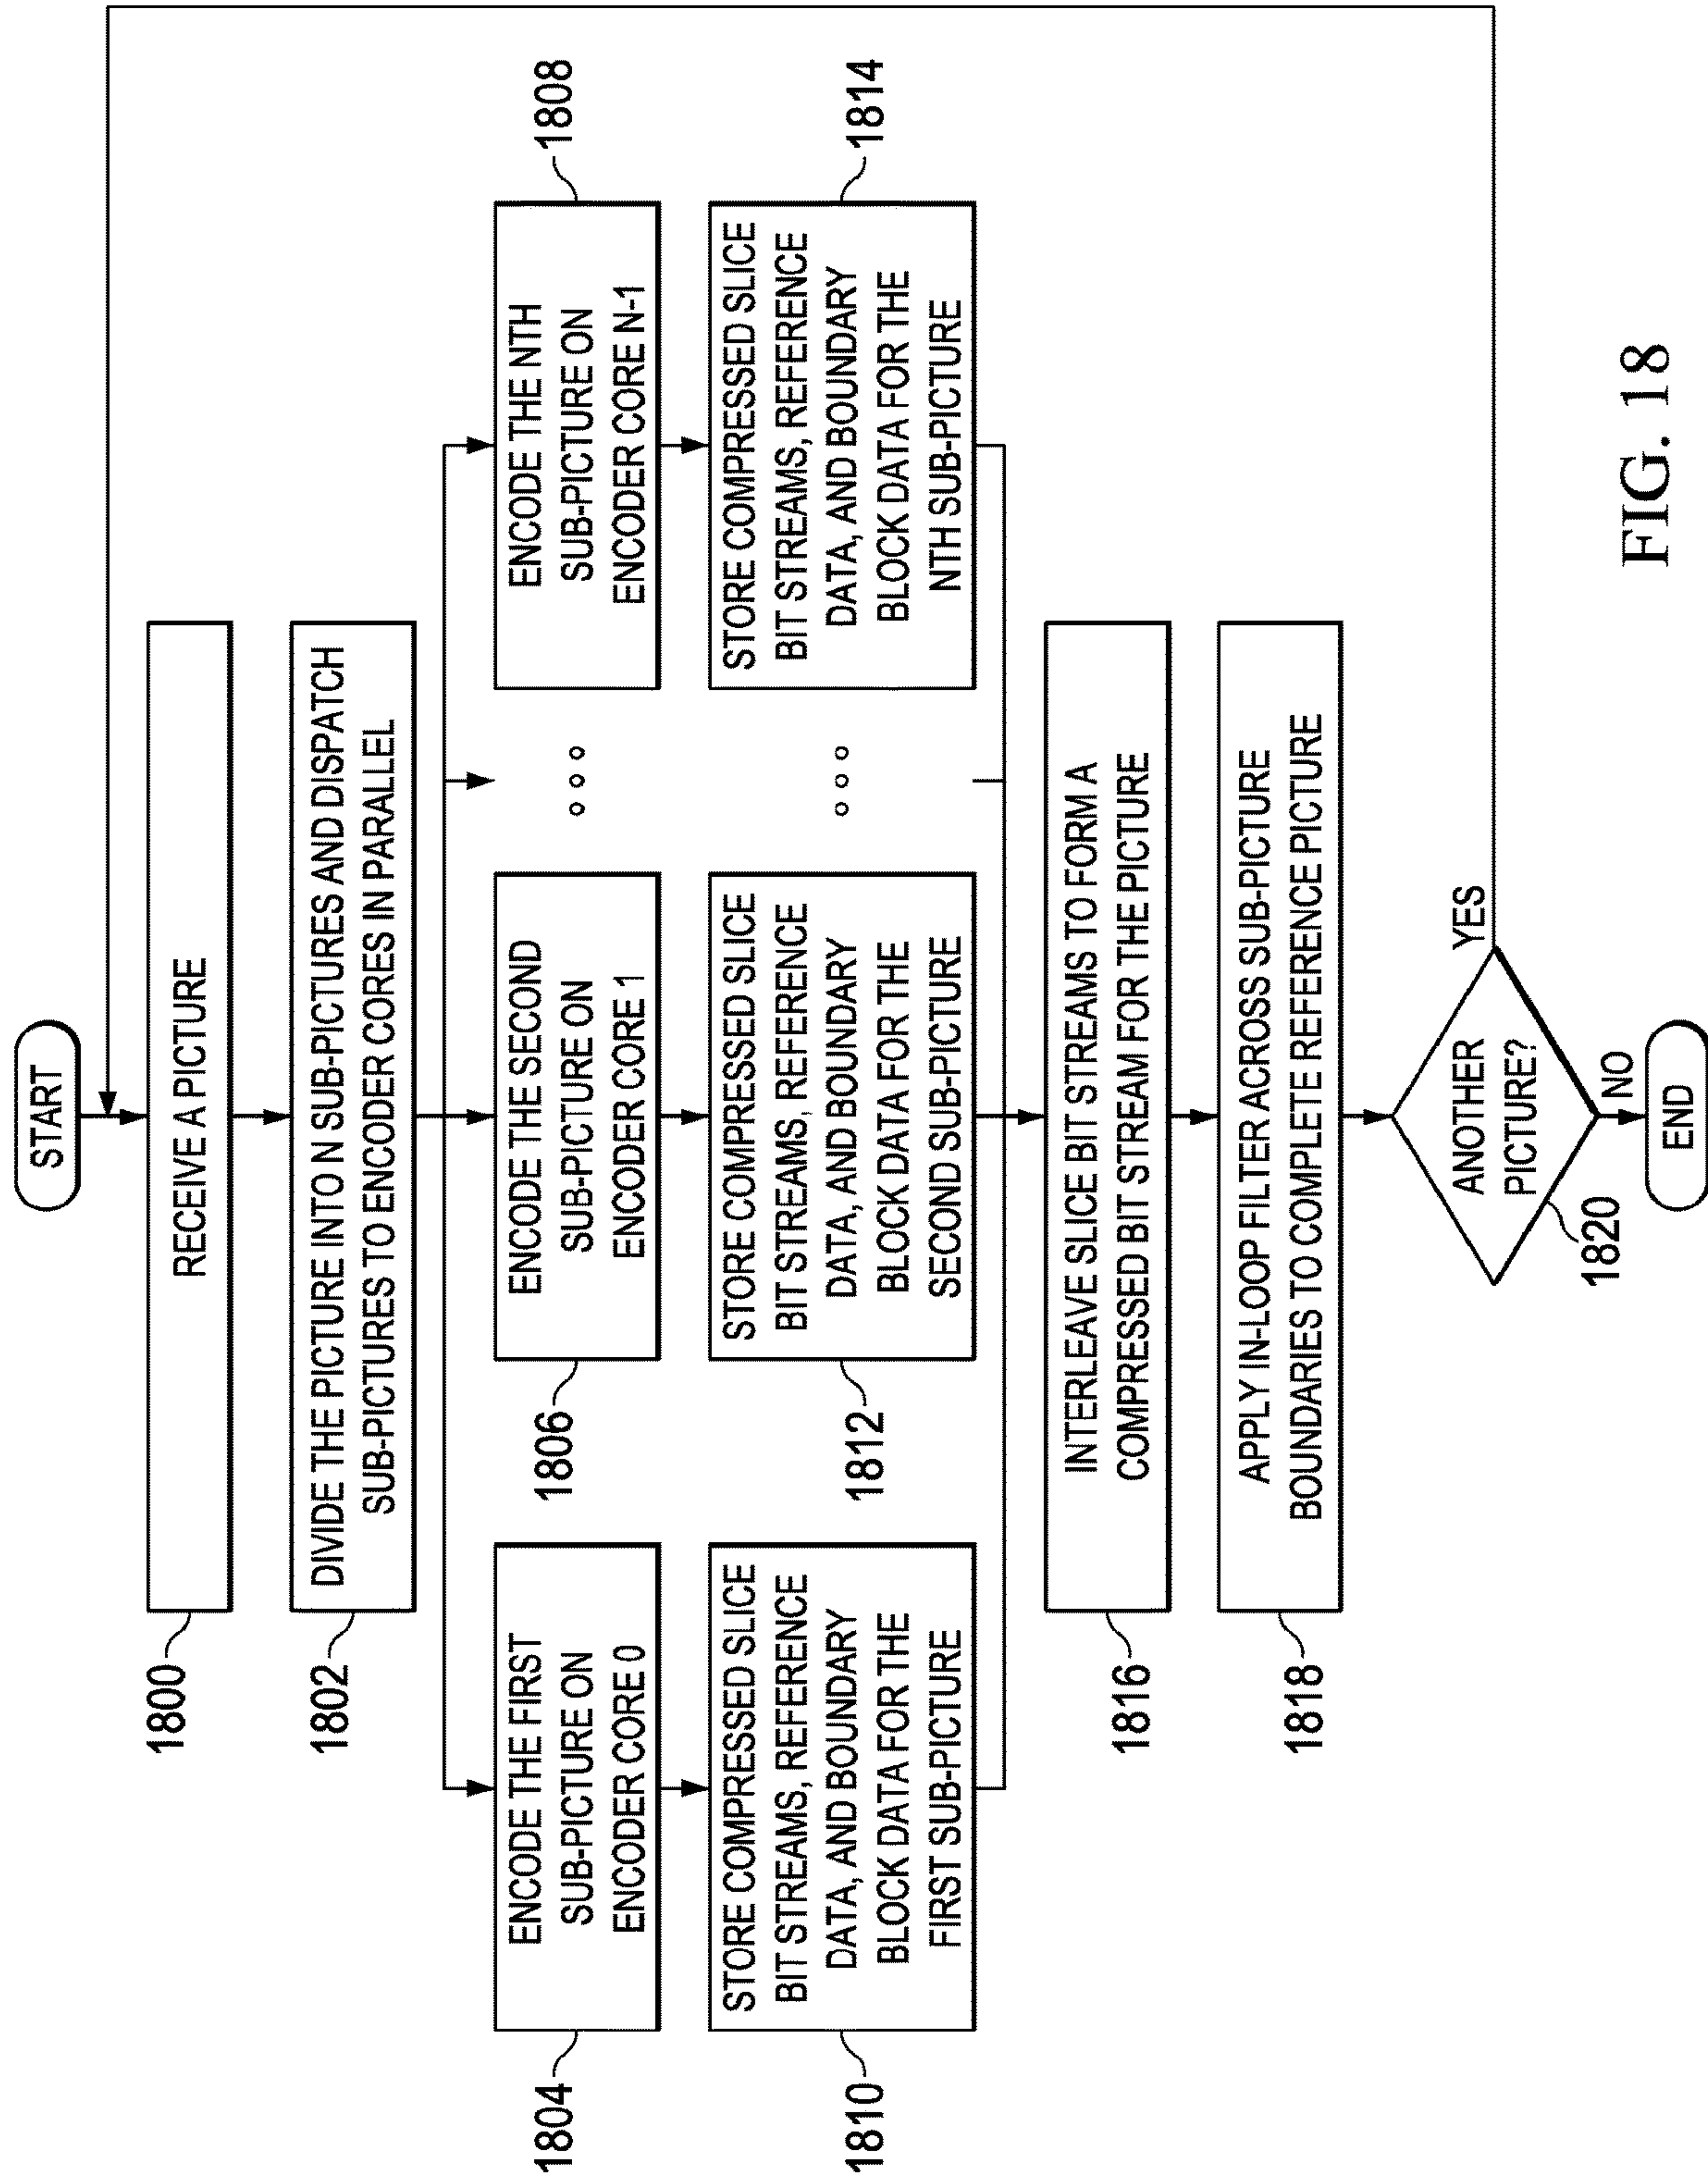 START
RECEIVE A PICTURE
1800
DIVIDE THE PICTURE INTO N SUB-PICTURES AND DISPATCH
SUB-PICTURES TO ENCODER CORES IN PARALLEL
1802
1804
ENCODE THE FIRST
SUB-PICTURE ON
ENCODER CORE 0
1806
ENCODE THE SECOND
SUB-PICTURE ON
ENCODER CORE 1
ENCODE THE NTH
SUB-PICTURE ON
ENCODER CORE N-1
1808
1810
STORE COMPRESSED SLICE
BIT STREAMS, REFERENCE
DATA, AND BOUNDARY
BLOCK DATA FOR THE
FIRST SUB-PICTURE
1812
STORE COMPRESSED SLICE
BIT STREAMS, REFERENCE
DATA, AND BOUNDARY
BLOCK DATA FOR THE
SECOND SUB-PICTURE
STORE COMPRESSED SLICE
BIT STREAMS, REFERENCE
DATA, AND BOUNDARY
BLOCK DATA FOR THE
NTH SUB-PICTURE
1814
1816
INTERLEAVE SLICE BIT STREAMS TO FORM A
COMPRESSED BIT STREAM FOR THE PICTURE
1818
APPLY IN-LOOP FILTER ACROSS SUB-PICTURE
BOUNDARIES TO COMPLETE REFERENCE PICTURE
ANOTHER
PICTURE?
YES
1820
NO
END
FIG. 18